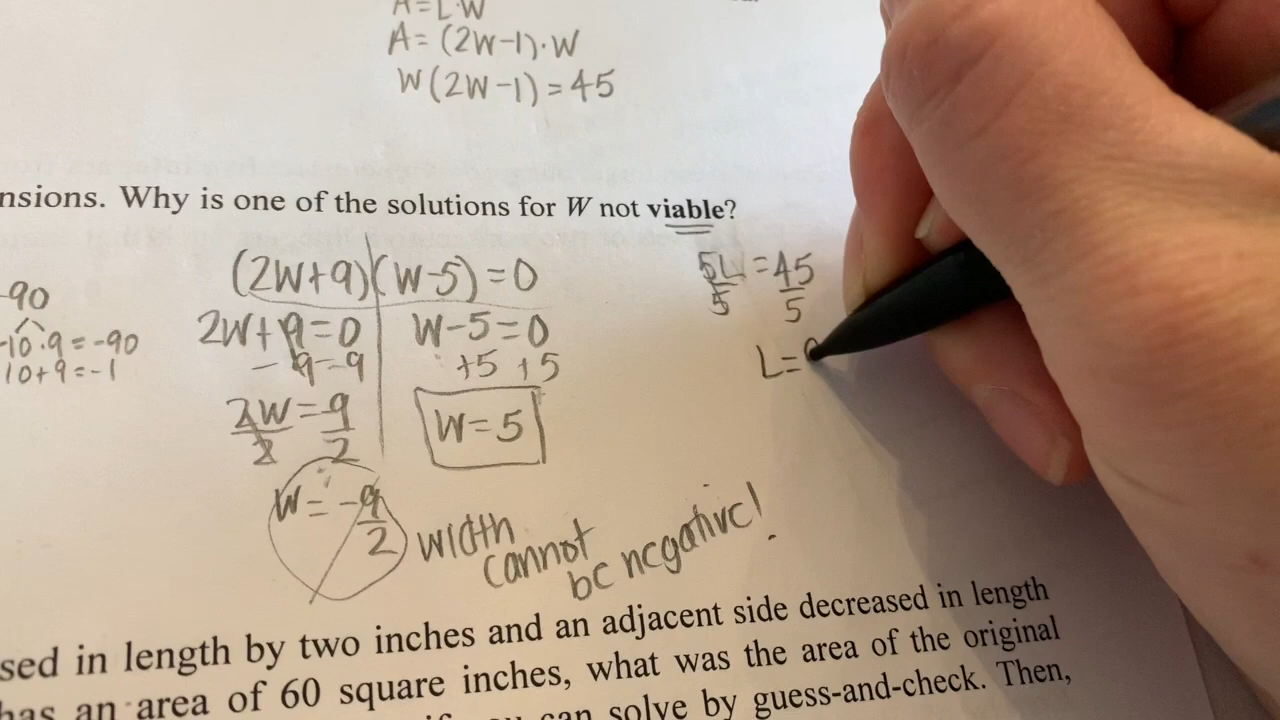 A=L·W
A=(2W-1)·W
W(2W-1)=45
nsions. Why is one of the solutions for W not viable?
-90
-10·9=-90
10+9=-1
(2W+9)(W-5)=0
2W+9=0
-9-9
2W=9
2 2
W=-9
2
W-5=0
+5 +5
W=5
width
cannot
be negative!
5L=45
5 5
L=
sed in length by two inches and an adjacent side decreased in length
has an area of 60 square inches, what was the area of the original
can solve by guess-and-check. Then,